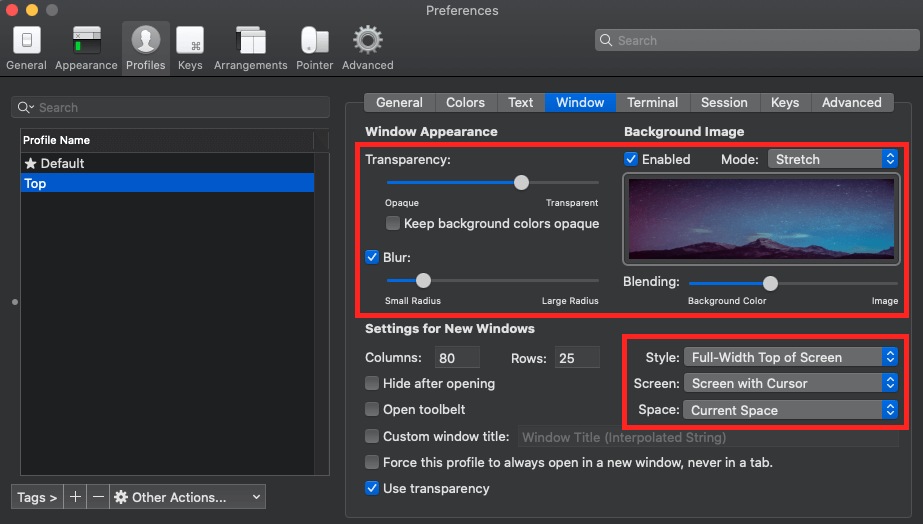 Preferences
General Appearance Profiles Keys Arrangements Pointer Advanced
Search
Search
Profile Name
Default
Top
Tags >
Other Actions...
General Colors Text Window Terminal Session Keys Advanced
Window Appearance
Transparency:
Opaque Transparent
Keep background colors opaque
Blur:
Small Radius Large Radius
Background Image
Enabled Mode: Stretch
Blending:
Background Color Image
Settings for New Windows
Columns: 80 Rows: 25
Hide after opening
Open toolbelt
Style: Full-Width Top of Screen
Screen: Screen with Cursor
Space: Current Space
Custom window title: Window Title (Interpolated String)
Force this profile to always open in a new window, never in a tab.
Use transparency